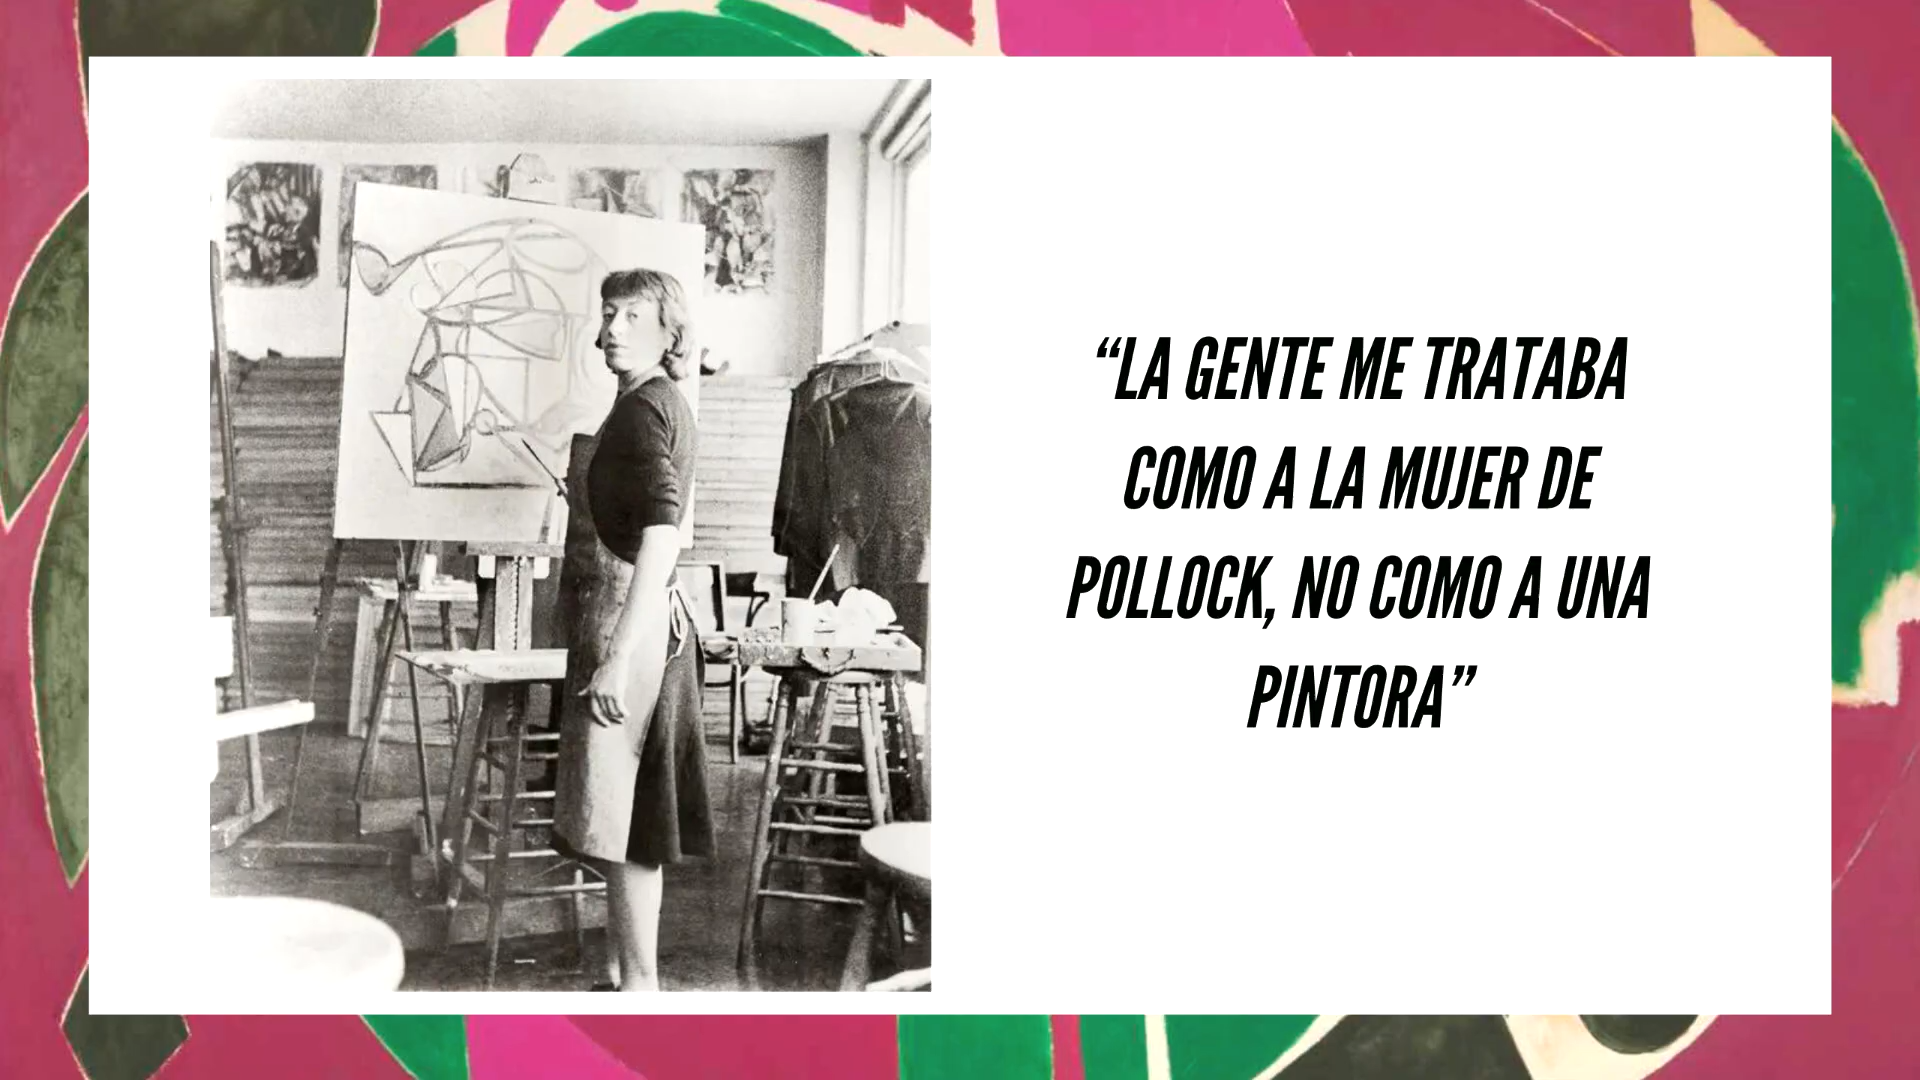 “LA GENTE ME TRATABA
COMO A LA MUJER DE
POLLOCK, NO COMO A UNA
PINTORA”